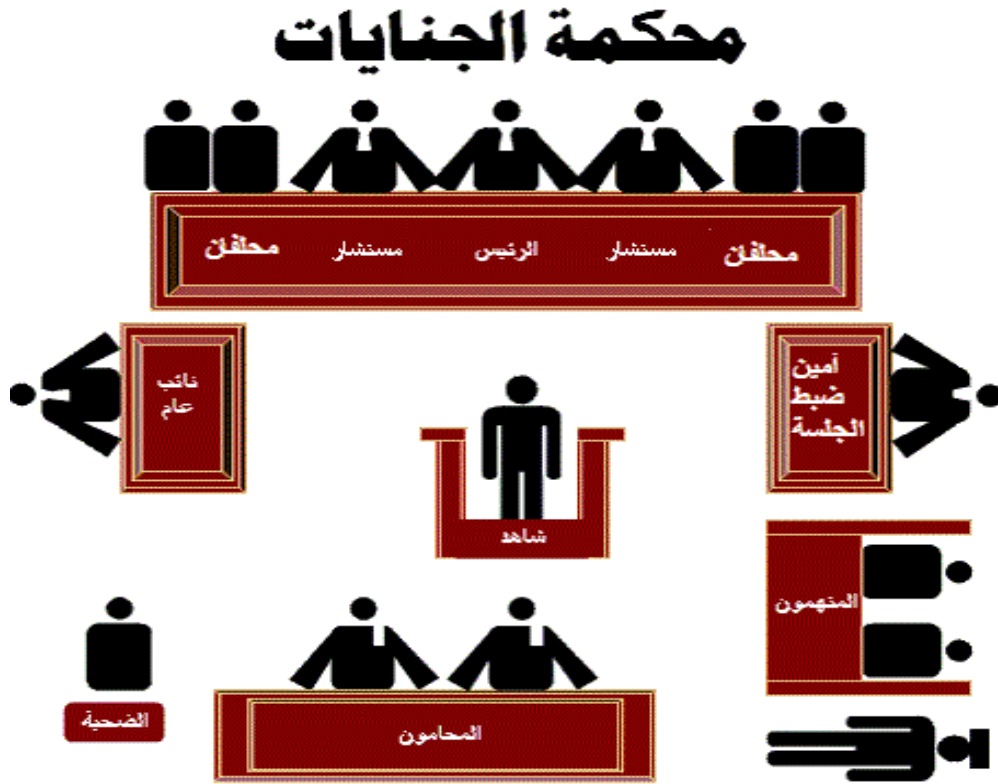 محكمة الجنايات
محلفان مستشار الرئيس مستشار محلفان
أمين
ضبط
الجلسة
نائب
عام
شاهد
المتهمون
الضحية
المحامون